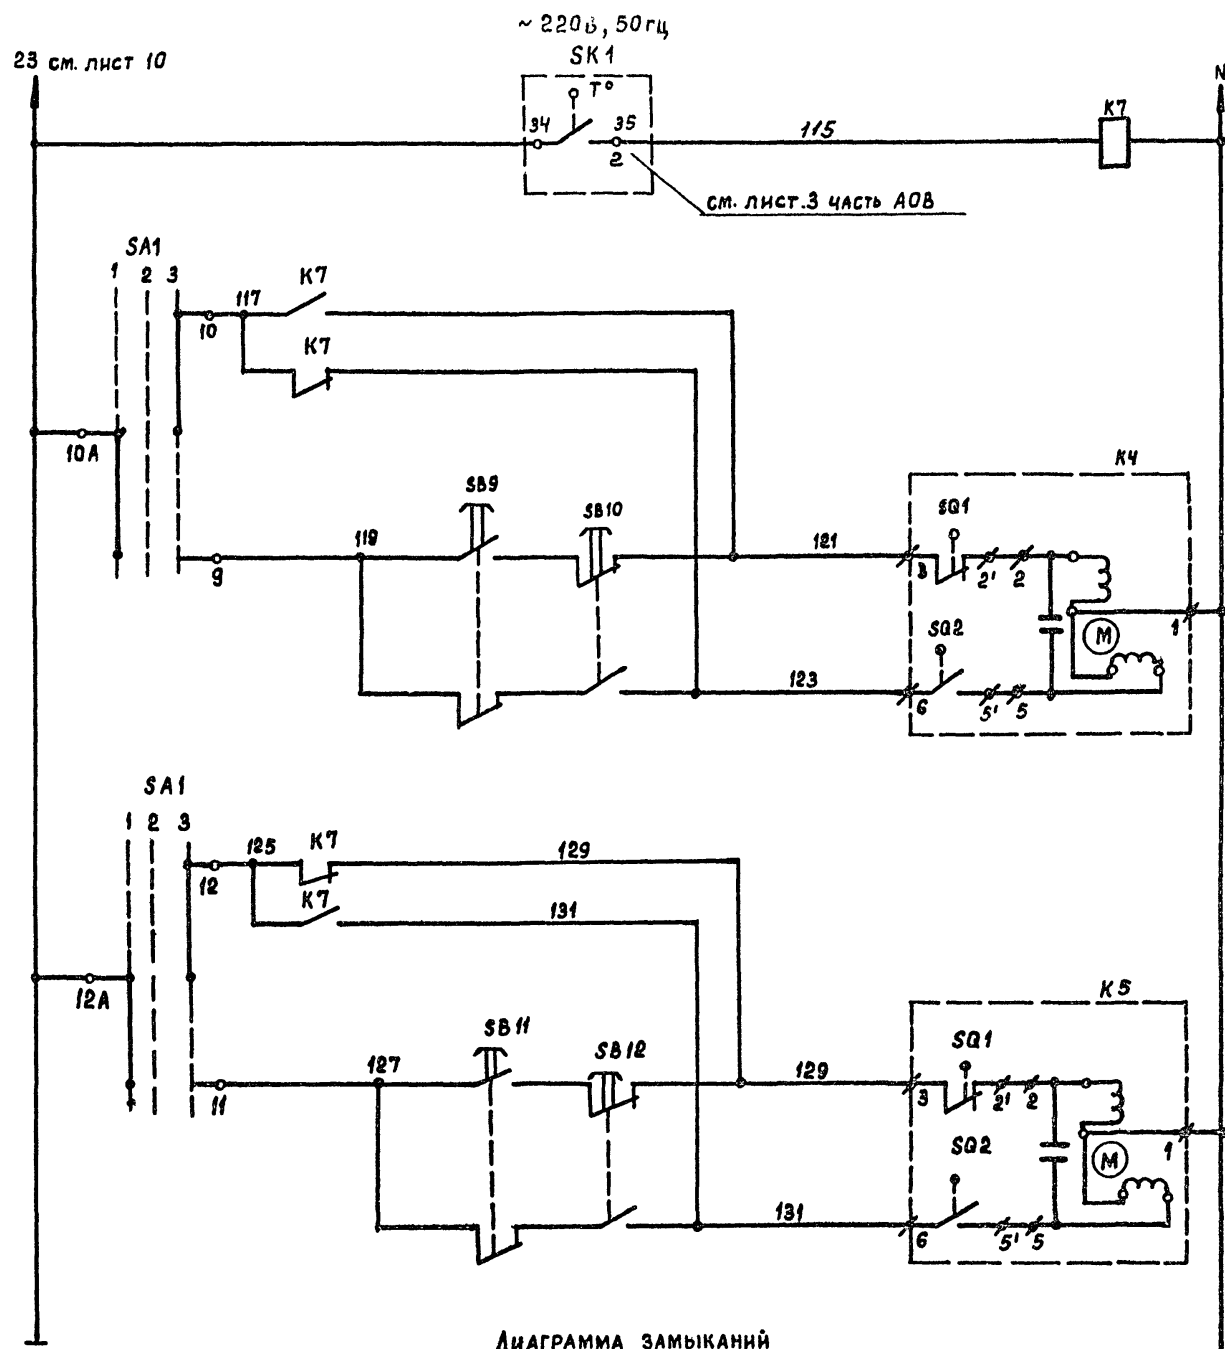 ~ 220в, 50гц
23 см. лист 10
SK1
N
T°
34
35
2
115
K7
см. лист.3 часть АОВ
SA1
1 2 3
10
117
K7
K7
10А
SB9
SB10
K4
9
119
121
3
SQ1
2'
2
SQ2
M
1
123
6
5'
5
SA1
1 2 3
12
125
K7
129
K7
131
12А
SB11
SB12
K5
11
127
129
3
SQ1
2'
2
SQ2
M
1
131
6
5'
5
Диаграмма замыканий